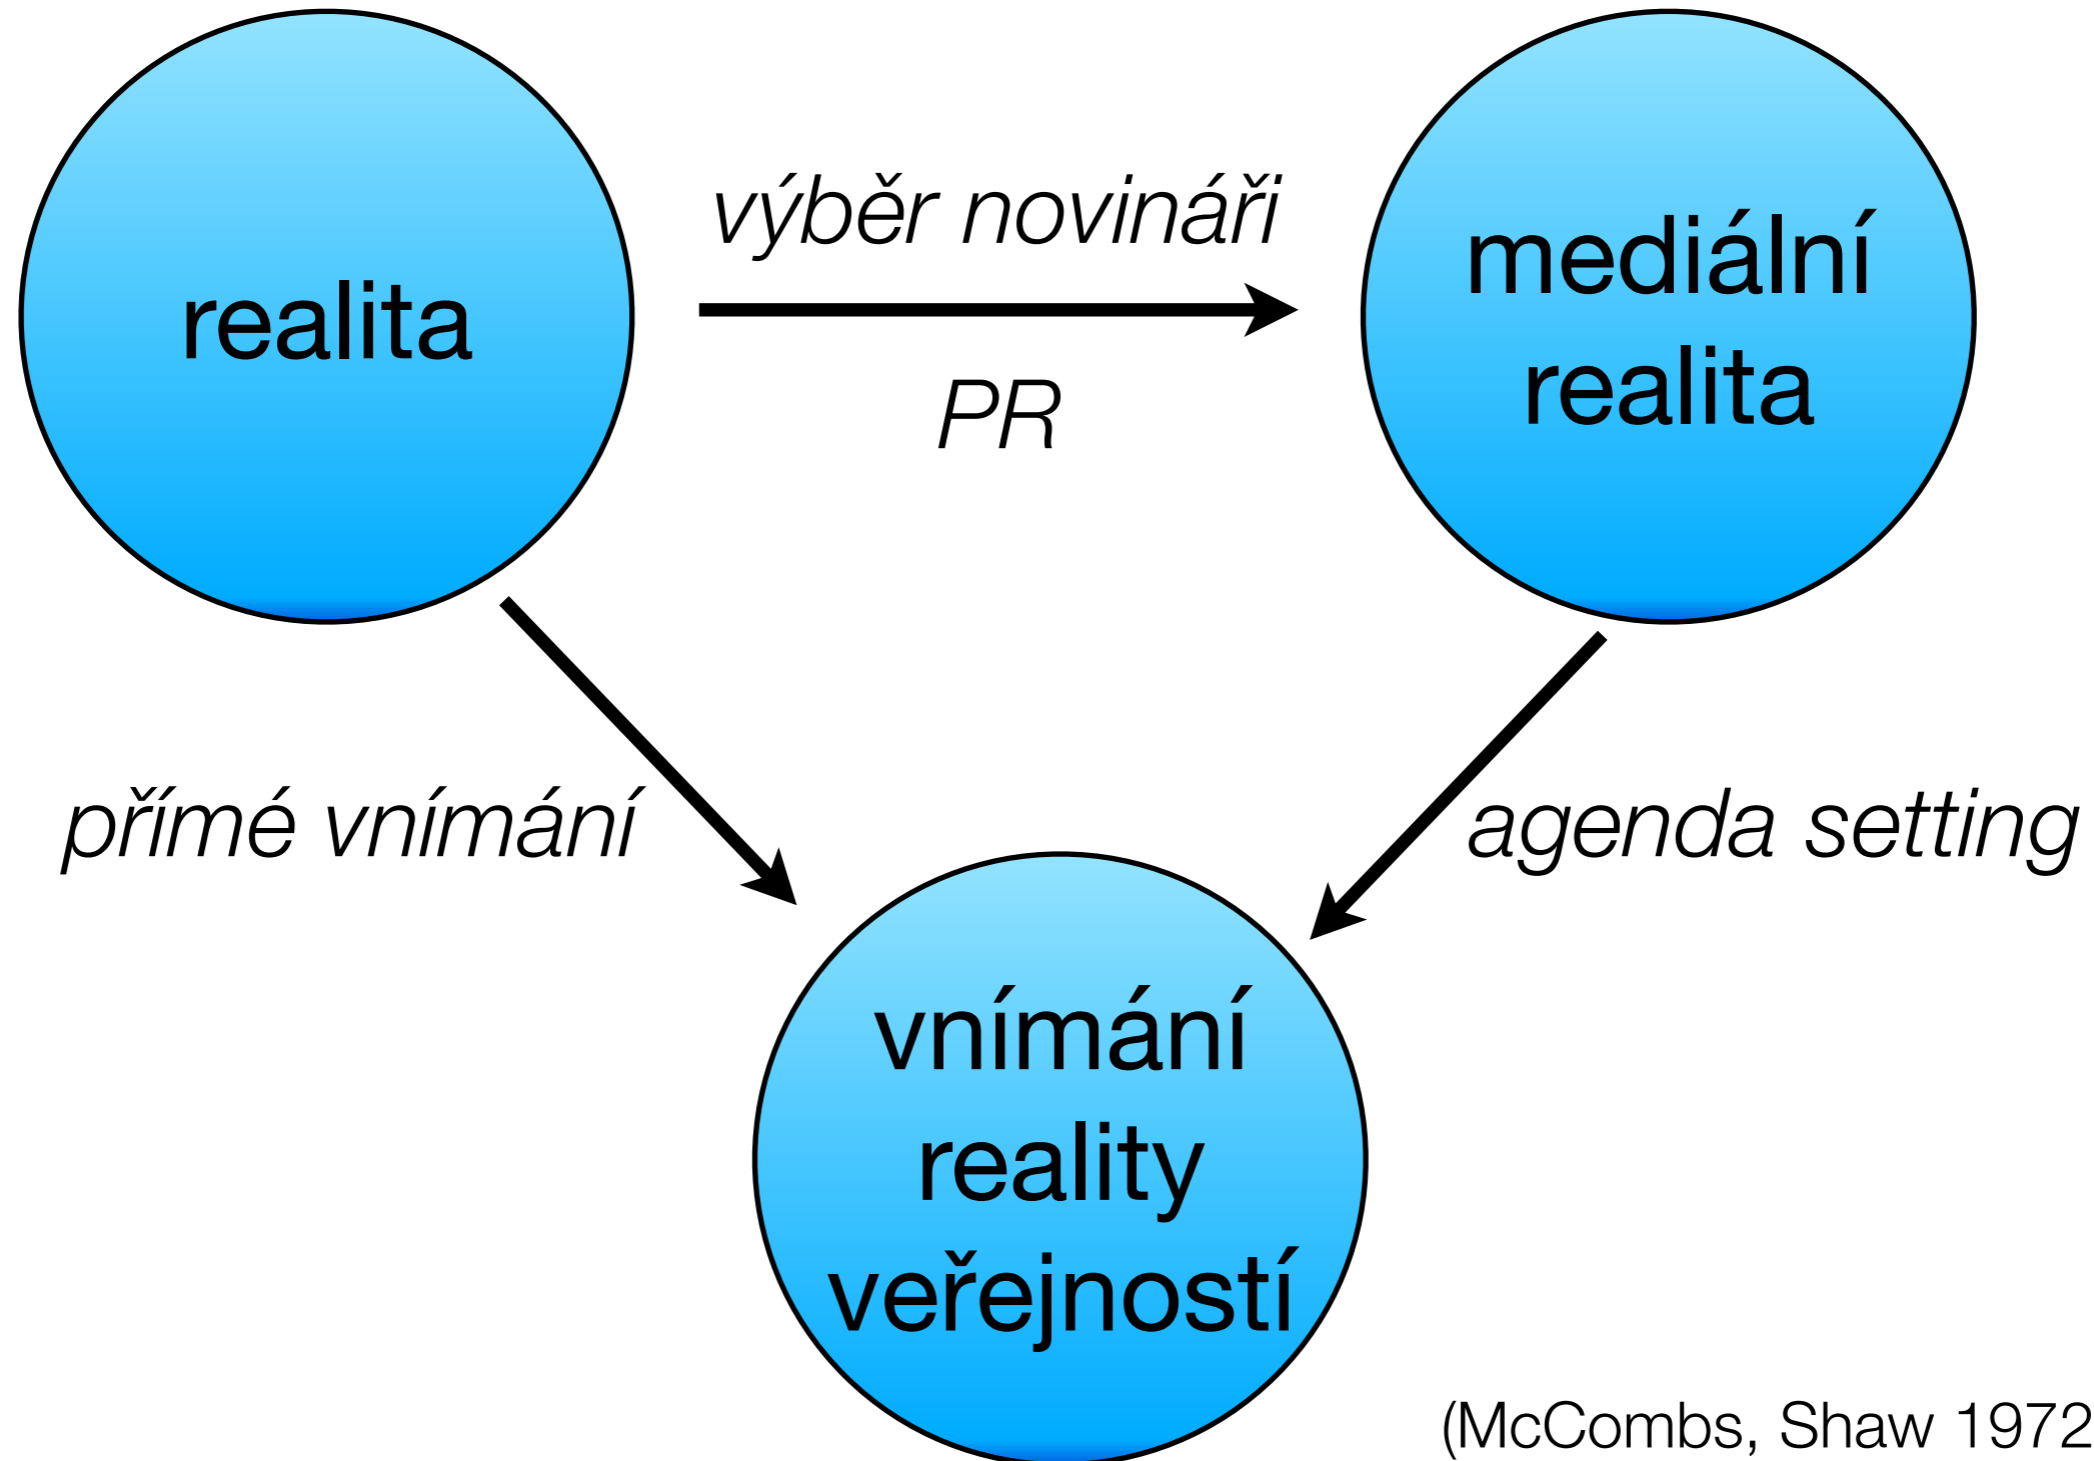 realita
výběr novináři
PR
mediální
realita
přímé vnímání
agenda setting
vnímání
reality
veřejností
(McCombs, Shaw 1972